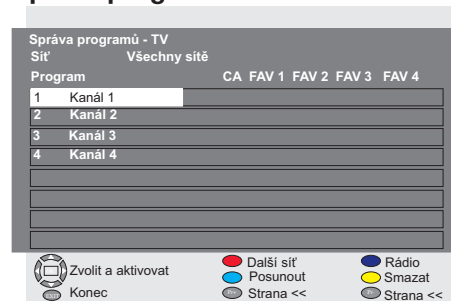 Správa programů - TV
Síť Všechny sítě
Program CA FAV 1 FAV 2 FAV 3 FAV 4
1 Kanál 1
2 Kanál 2
3 Kanál 3
4 Kanál 4
Zvolit a aktivovat Další síť Rádio
Posunout Smazat
EXIT Konec Strana << Strana <<